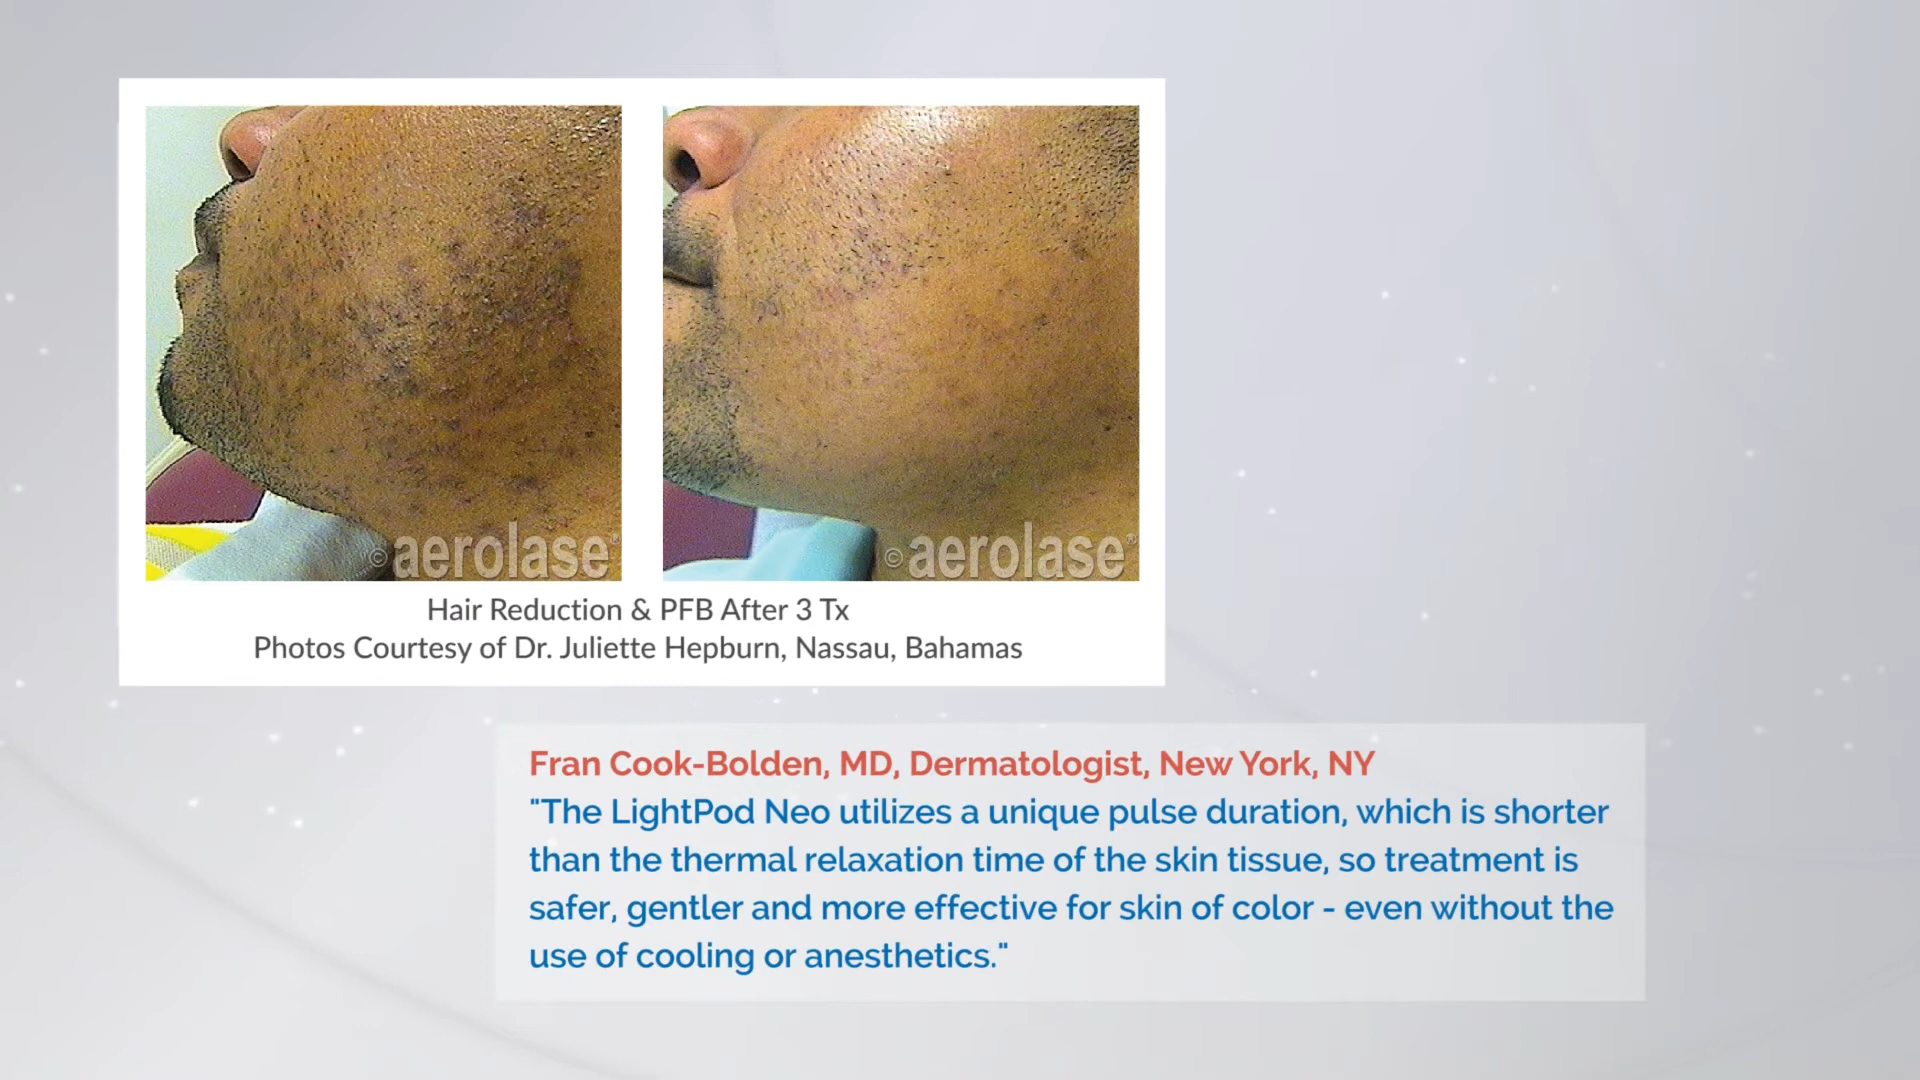 © aerolase®
© aerolase®
Hair Reduction & PFB After 3 Tx
Photos Courtesy of Dr. Juliette Hepburn, Nassau, Bahamas
Fran Cook-Bolden, MD, Dermatologist, New York, NY
"The LightPod Neo utilizes a unique pulse duration, which is shorter
than the thermal relaxation time of the skin tissue, so treatment is
safer, gentler and more effective for skin of color - even without the
use of cooling or anesthetics."